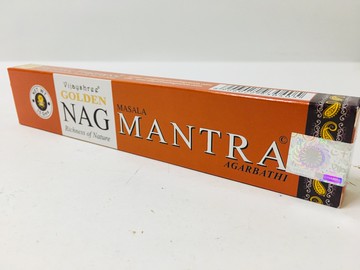 Vijayshree
GOLDEN
NAG
Richness of Nature
MASALA
MANTRA©
AGARBATHI